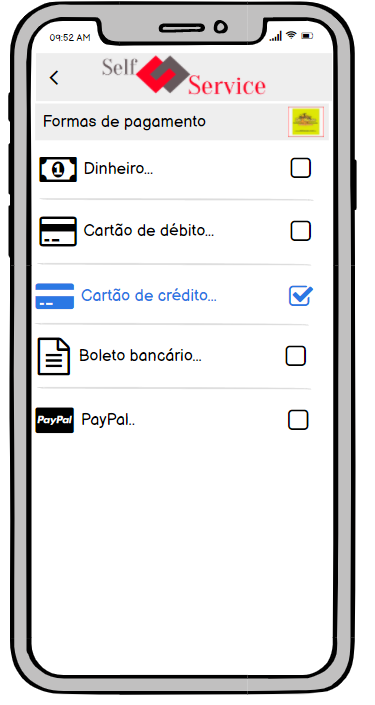 09:52 AM
Self
Service
Formas de pagamento
1
Dinheiro...
Cartão de débito...
Cartão de crédito...
Boleto bancário...
PayPal
PayPal..